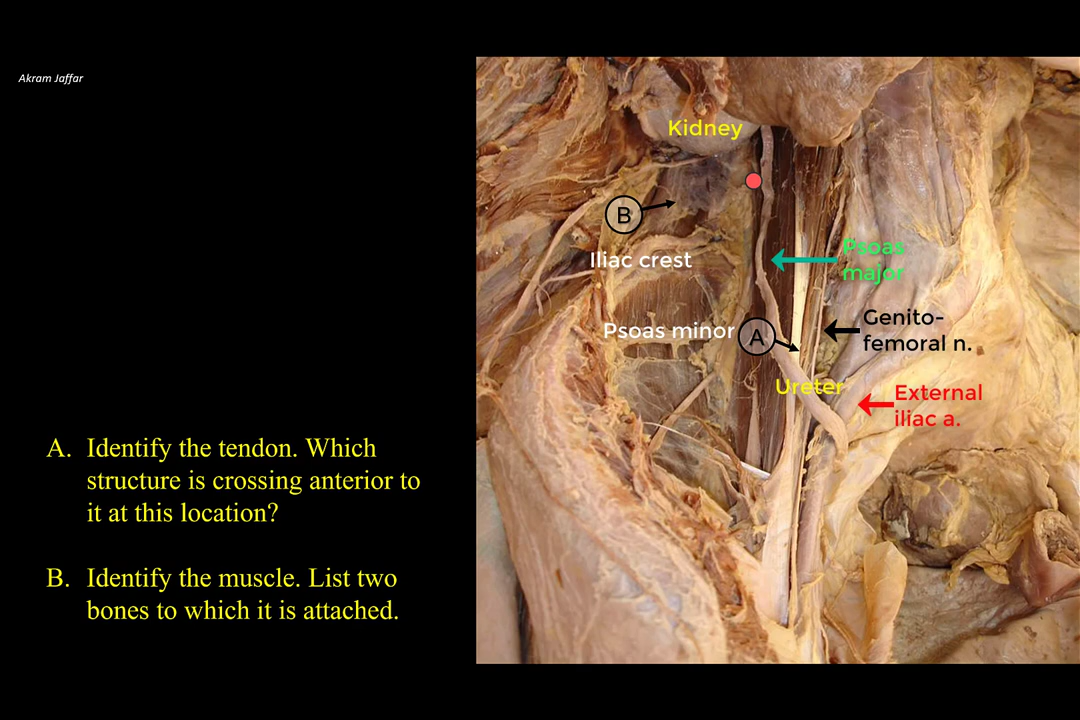 Akram Jaffar
Kidney
B
Iliac crest
Psoas
major
Psoas minor
A
Genito-
femoral n.
Ureter
External
iliac a.
A. Identify the tendon. Which
structure is crossing anterior to
it at this location?
B. Identify the muscle. List two
bones to which it is attached.